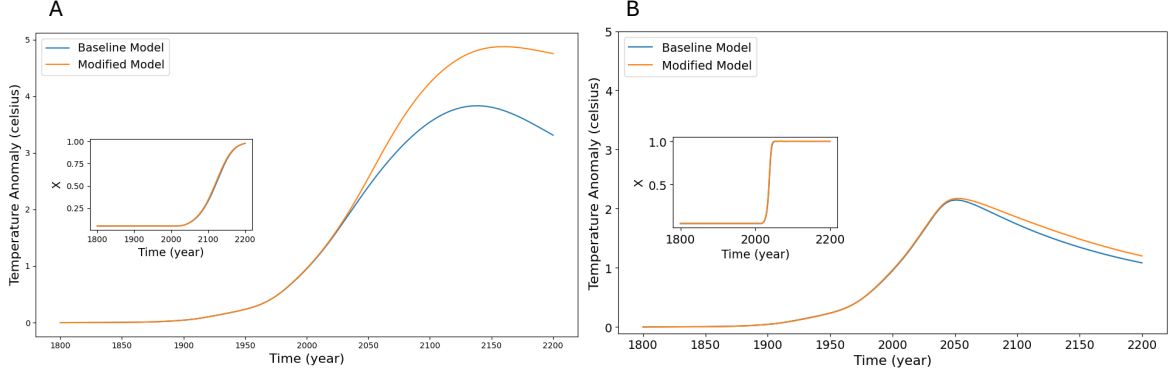 A
Temperature Anomaly (celsius)
5
4
3
2
1
0
Baseline Model
Modified Model
X
1.00
0.75
0.50
0.25
1800 1900 2000 2100 2200
Time (year)
1800 1850 1900 1950 2000 2050 2100 2150 2200
Time (year)
B
Temperature Anomaly (celsius)
5
4
3
2
1
0
Baseline Model
Modified Model
X
1.0
0.5
1800 2000 2200
Time (year)
1800 1850 1900 1950 2000 2050 2100 2150 2200
Time (year)